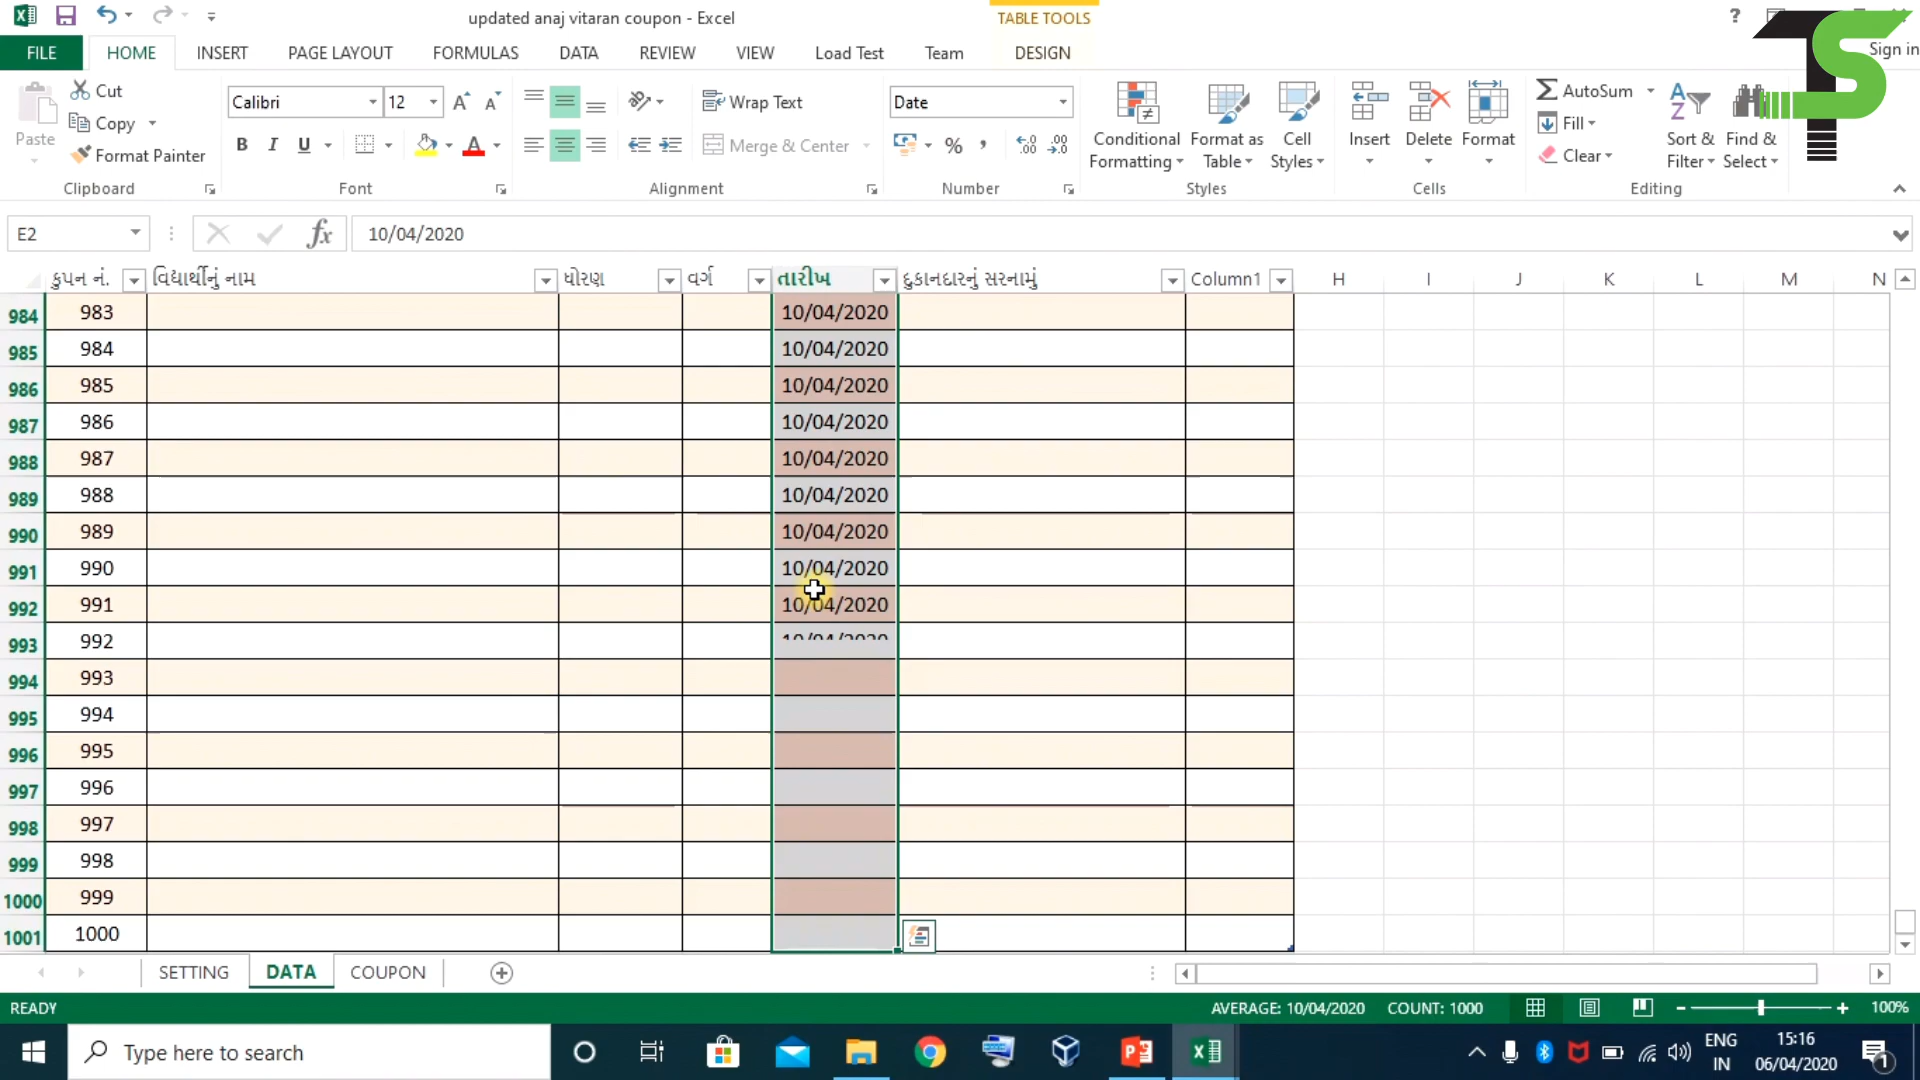 updated anaj vitaran coupon - Excel
TABLE TOOLS
?
Sign in
TS
FILE HOME INSERT PAGE LAYOUT FORMULAS DATA REVIEW VIEW Load Test Team DESIGN
Paste
Cut
Copy
Format Painter
Clipboard
Calibri 12
B I U
Font
Wrap Text
Merge & Center
Alignment
Date
%
Number
Conditional Formatting
Format as Table
Cell Styles
Styles
Insert
Delete
Format
Cells
AutoSum
Fill
Clear
Sort & Filter
Find & Select
Editing
E2 fx 10/04/2020
કુપન નં. વિદ્યાર્થીનું નામ ધોરણ વર્ગ તારીખ દુકાનદારનું સરનામું Column1 H I J K L M N
984 983 10/04/2020
985 984 10/04/2020
986 985 10/04/2020
987 986 10/04/2020
988 987 10/04/2020
989 988 10/04/2020
990 989 10/04/2020
991 990 10/04/2020
992 991 10/04/2020
993 992 10/04/2020
994 993
995 994
996 995
997 996
998 997
999 998
1000 999
1001 1000
SETTING DATA COUPON
READY AVERAGE: 10/04/2020 COUNT: 1000 100%
Type here to search
ENG
IN
15:16
06/04/2020
1